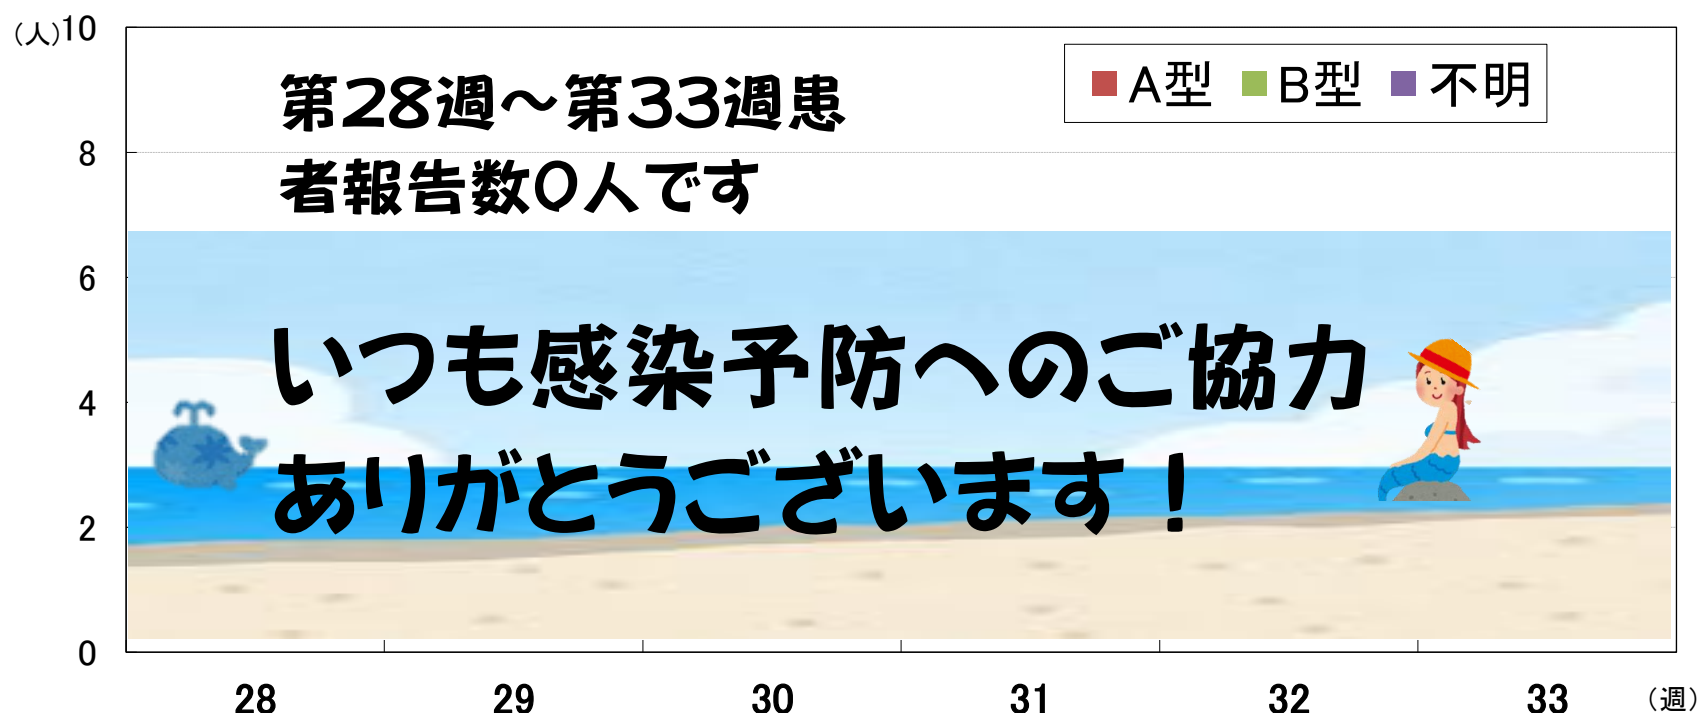 (人)
10
8
6
4
2
0
A型 B型 不明
第28週～第33週患
者報告数0人です
いつも感染予防へのご協力
ありがとうございます！
28 29 30 31 32 33 (週)